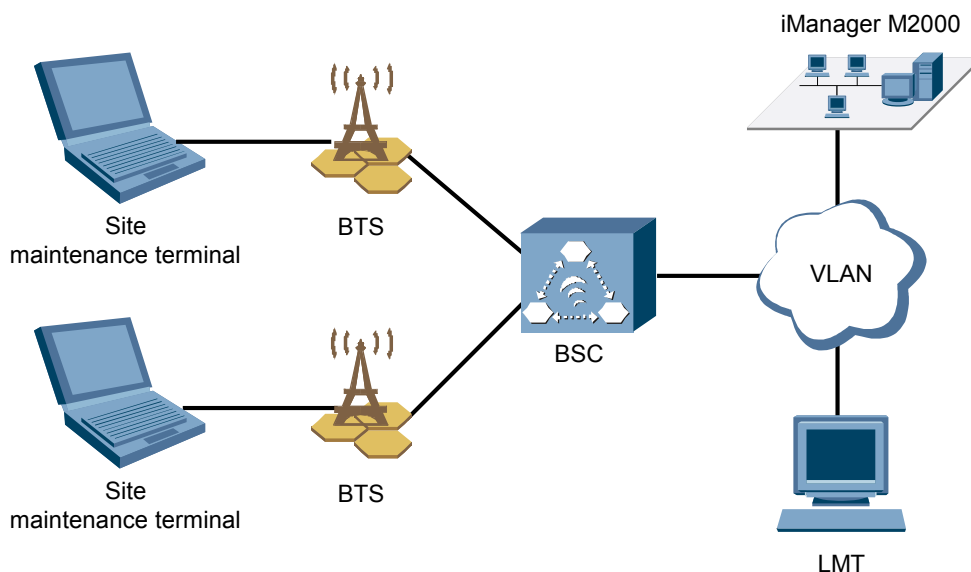 iManager M2000
Site
maintenance terminal
BTS
VLAN
BSC
Site
maintenance terminal
BTS
LMT